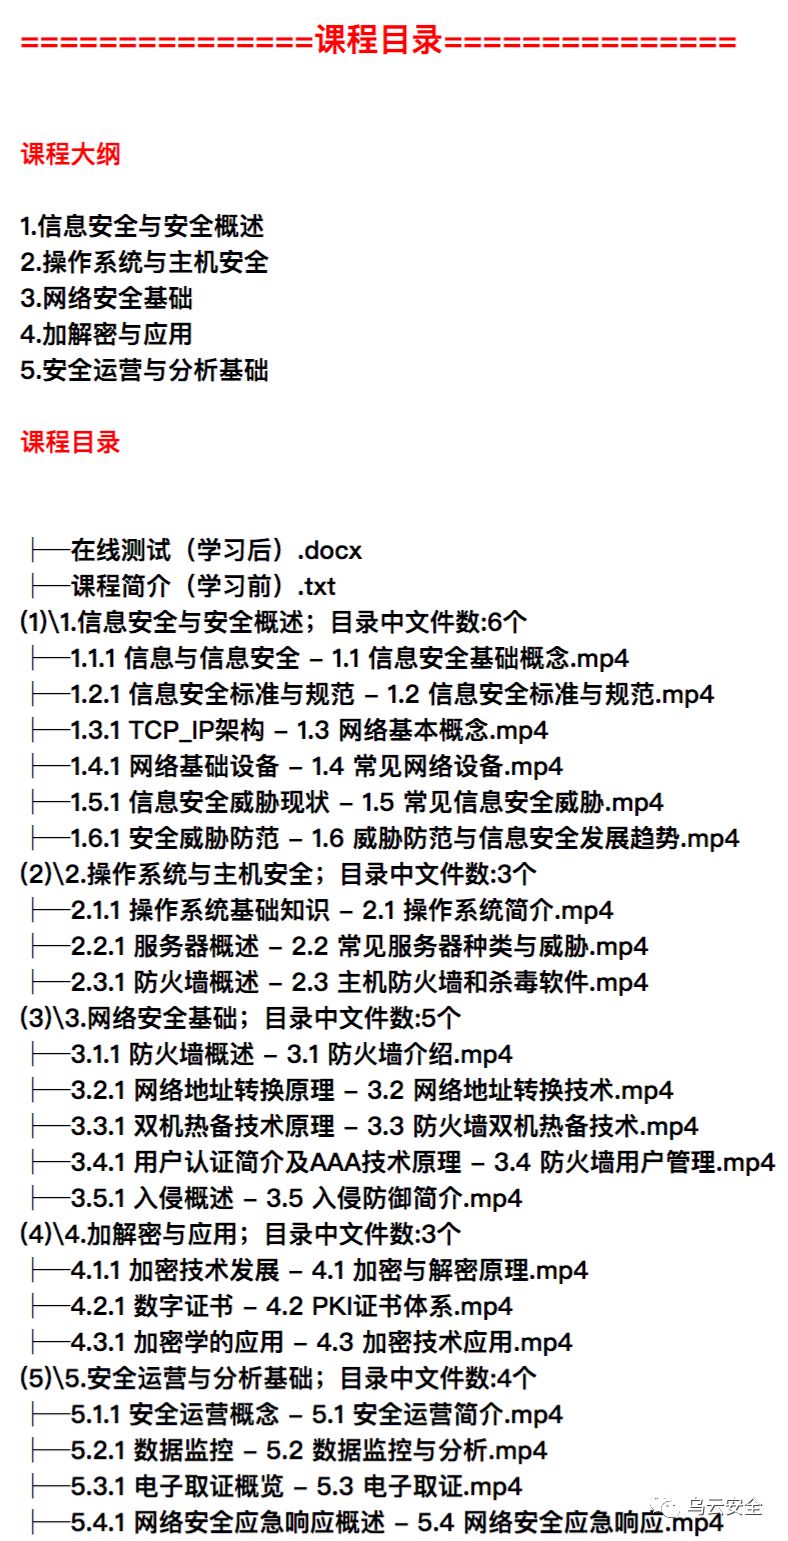 ===============课程目录===============
课程大纲
1.信息安全与安全概述
2.操作系统与主机安全
3.网络安全基础
4.加解密与应用
5.安全运营与分析基础
课程目录
├──在线测试（学习后）.docx
├──课程简介（学习前）.txt
(1)\1.信息安全与安全概述；目录中文件数:6个
├──1.1.1 信息与信息安全 – 1.1 信息安全基础概念.mp4
├──1.2.1 信息安全标准与规范 – 1.2 信息安全标准与规范.mp4
├──1.3.1 TCP_IP架构 – 1.3 网络基本概念.mp4
├──1.4.1 网络基础设备 – 1.4 常见网络设备.mp4
├──1.5.1 信息安全威胁现状 – 1.5 常见信息安全威胁.mp4
├──1.6.1 安全威胁防范 – 1.6 威胁防范与信息安全发展趋势.mp4
(2)\2.操作系统与主机安全；目录中文件数:3个
├──2.1.1 操作系统基础知识 – 2.1 操作系统简介.mp4
├──2.2.1 服务器概述 – 2.2 常见服务器种类与威胁.mp4
├──2.3.1 防火墙概述 – 2.3 主机防火墙和杀毒软件.mp4
(3)\3.网络安全基础；目录中文件数:5个
├──3.1.1 防火墙概述 – 3.1 防火墙介绍.mp4
├──3.2.1 网络地址转换原理 – 3.2 网络地址转换技术.mp4
├──3.3.1 双机热备技术原理 – 3.3 防火墙双机热备技术.mp4
├──3.4.1 用户认证简介及AAA技术原理 – 3.4 防火墙用户管理.mp4
├──3.5.1 入侵概述 – 3.5 入侵防御简介.mp4
(4)\4.加解密与应用；目录中文件数:3个
├──4.1.1 加密技术发展 – 4.1 加密与解密原理.mp4
├──4.2.1 数字证书 – 4.2 PKI证书体系.mp4
├──4.3.1 加密学的应用 – 4.3 加密技术应用.mp4
(5)\5.安全运营与分析基础；目录中文件数:4个
├──5.1.1 安全运营概念 – 5.1 安全运营简介.mp4
├──5.2.1 数据监控 – 5.2 数据监控与分析.mp4
├──5.3.1 电子取证概览 – 5.3 电子取证.mp4
├──5.4.1 网络安全应急响应概述 – 5.4 网络安全应急响应.mp4
乌云安全